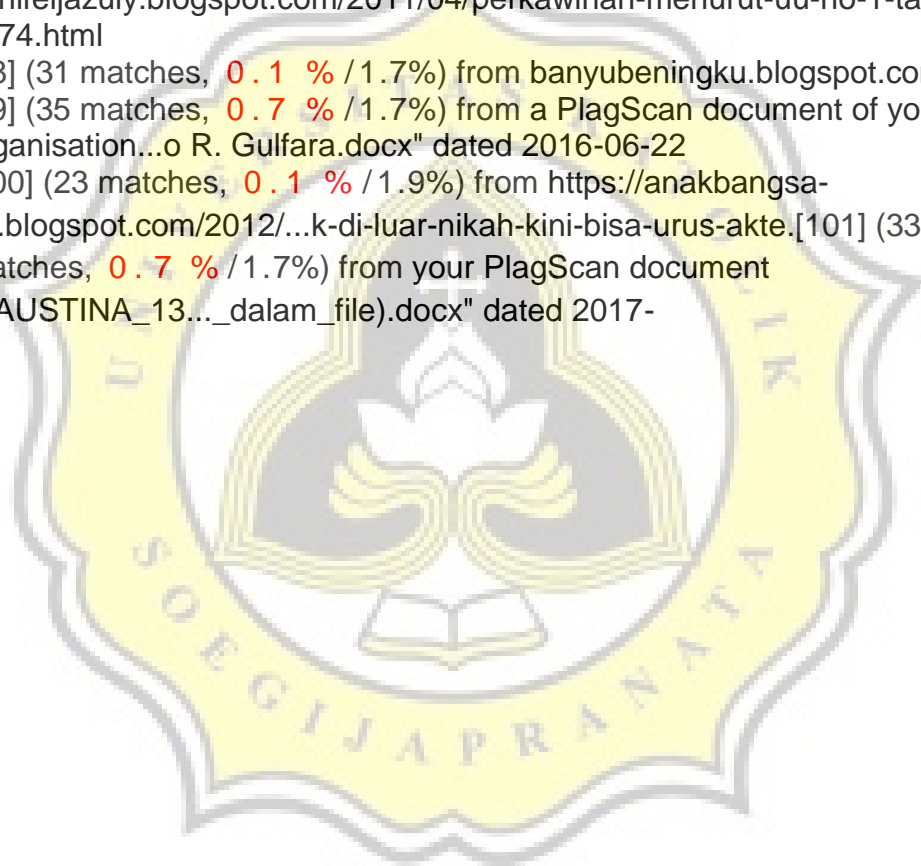 nireijazuly.blogspot.com/2011/04/perkawinan-menurut-uu-no-1-ta
74.html
8] (31 matches, 0.1 % / 1.7%) from banyubeningku.blogspot.co
9] (35 matches, 0.7 % / 1.7%) from a PlagScan document of yo
ganisation...o R. Gulfara.docx" dated 2016-06-22
00] (23 matches, 0.1 % / 1.9%) from https://anakbangsa-
.blogspot.com/2012/...k-di-luar-nikah-kini-bisa-urus-akte.[101] (33
atches, 0.7 % / 1.7%) from your PlagScan document
AUSTINA_13..._dalam_file).docx" dated 2017-
SOEGIJAPRANATA